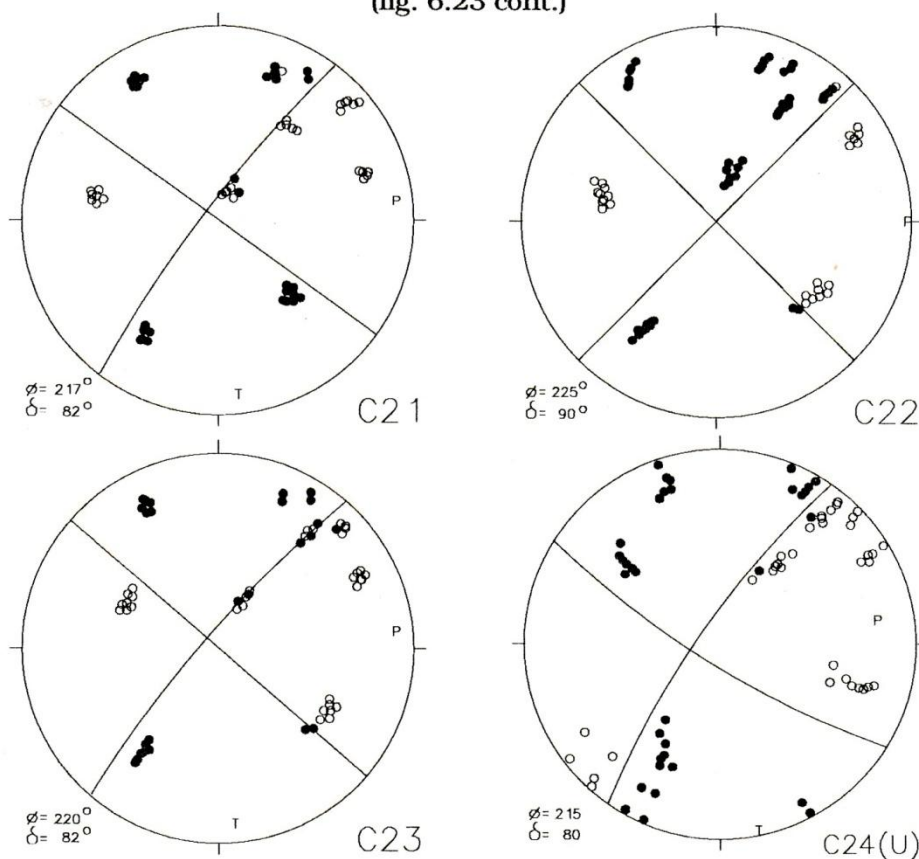 (fig. 6.23 cont.)
P
T
ø= 217°
δ= 82°
C21
P
ø= 225°
δ= 90°
C22
P
T
ø= 220°
δ= 82°
C23
P
T
ø= 215
δ= 80
C24(U)